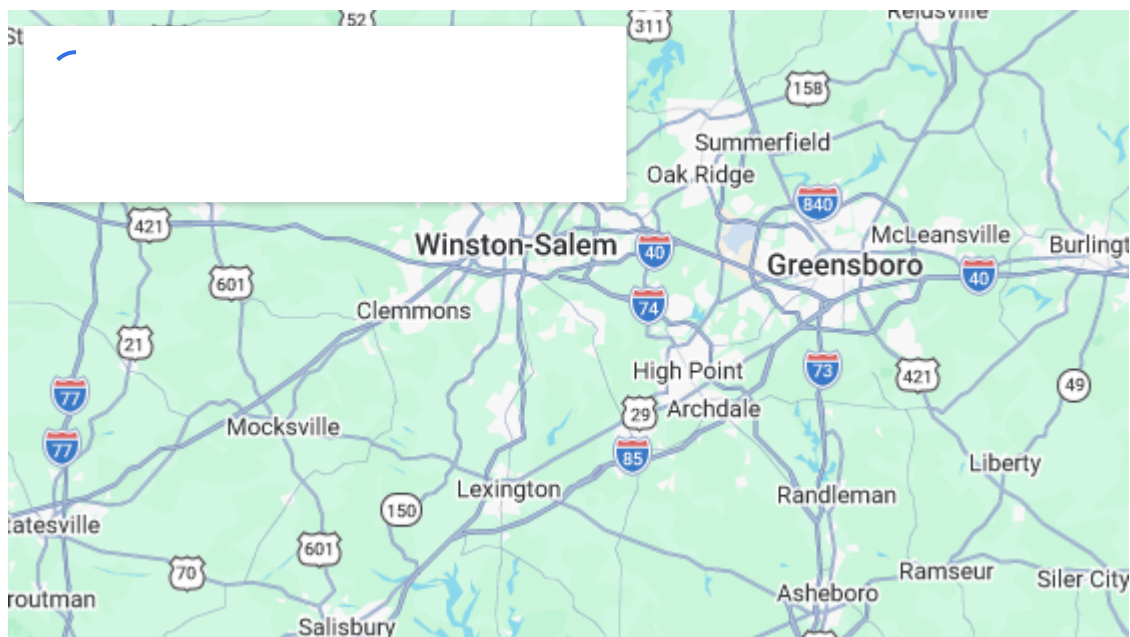 52
311
Reidsville
St
158
Summerfield
Oak Ridge
840
421
McLeansville
Winston-Salem
40
Burlingt
Greensboro
40
601
74
Clemmons
21
High Point
73
421
49
77
29
Archdale
Mocksville
77
85
Liberty
Lexington
Randleman
150
tatesville
601
70
Ramseur
Siler City
routman
Asheboro
Salisbury